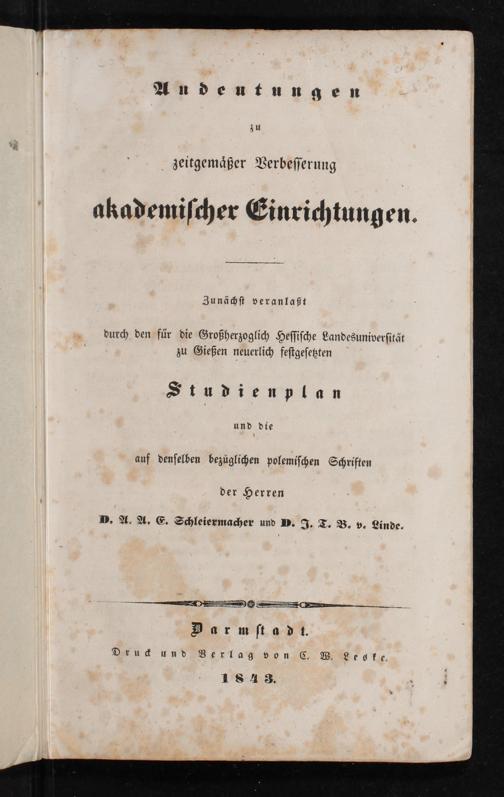 Andeutungen
zu
zeitgemäßer Verbesserung
akademischer Einrichtungen.
Zunächst veranlaßt
durch den für die Großherzoglich Hessische Landesuniversität
zu Gießen neuerlich festgesetzten
Studienplan
und die
auf denselben bezüglichen polemischen Schriften
der Herren
D. A. A. E. Schleiermacher und D. J. T. B. v. Linde.
Darmstadt.
Druck und Verlag von C. W. Leske.
1843.